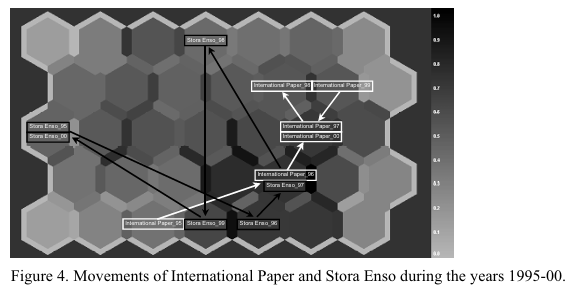 1.0
Stora Enso_98
0.9
0.8
International Paper_98
International Paper_99
0.7
0.6
Stora Enso_95
International Paper_97
0.5
Stora Enso_00
International Paper_00
0.4
International Paper_96
0.3
Stora Enso_97
0.2
International Paper_95
Stora Enso_99
Stora Enso_96
0.1
0.0
Figure 4. Movements of International Paper and Stora Enso during the years 1995-00.